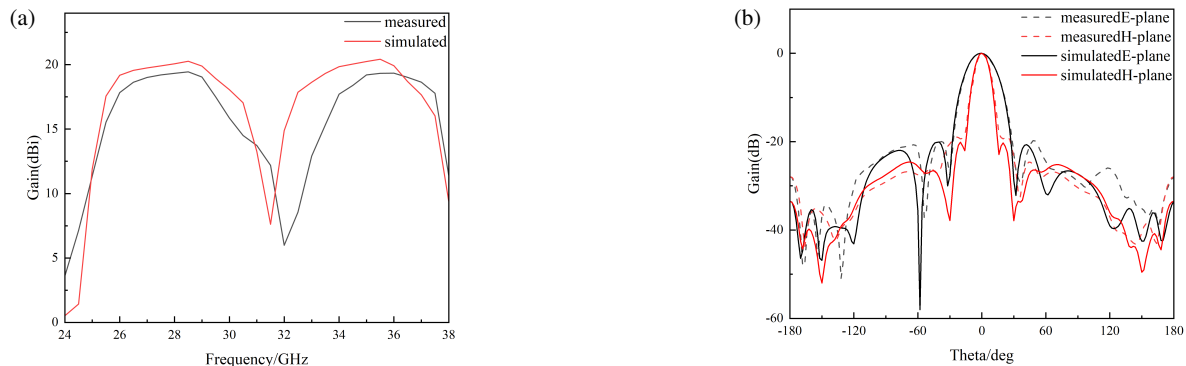 (a)
measured
simulated
20
15
10
5
0
Gain(dBi)
24
26
28
30
32
34
36
38
Frequency/GHz
(b)
measuredE-plane
measuredH-plane
simulatedE-plane
simulatedH-plane
0
-20
-40
-60
Gain(dB)
-180
-120
-60
0
60
120
180
Theta/deg